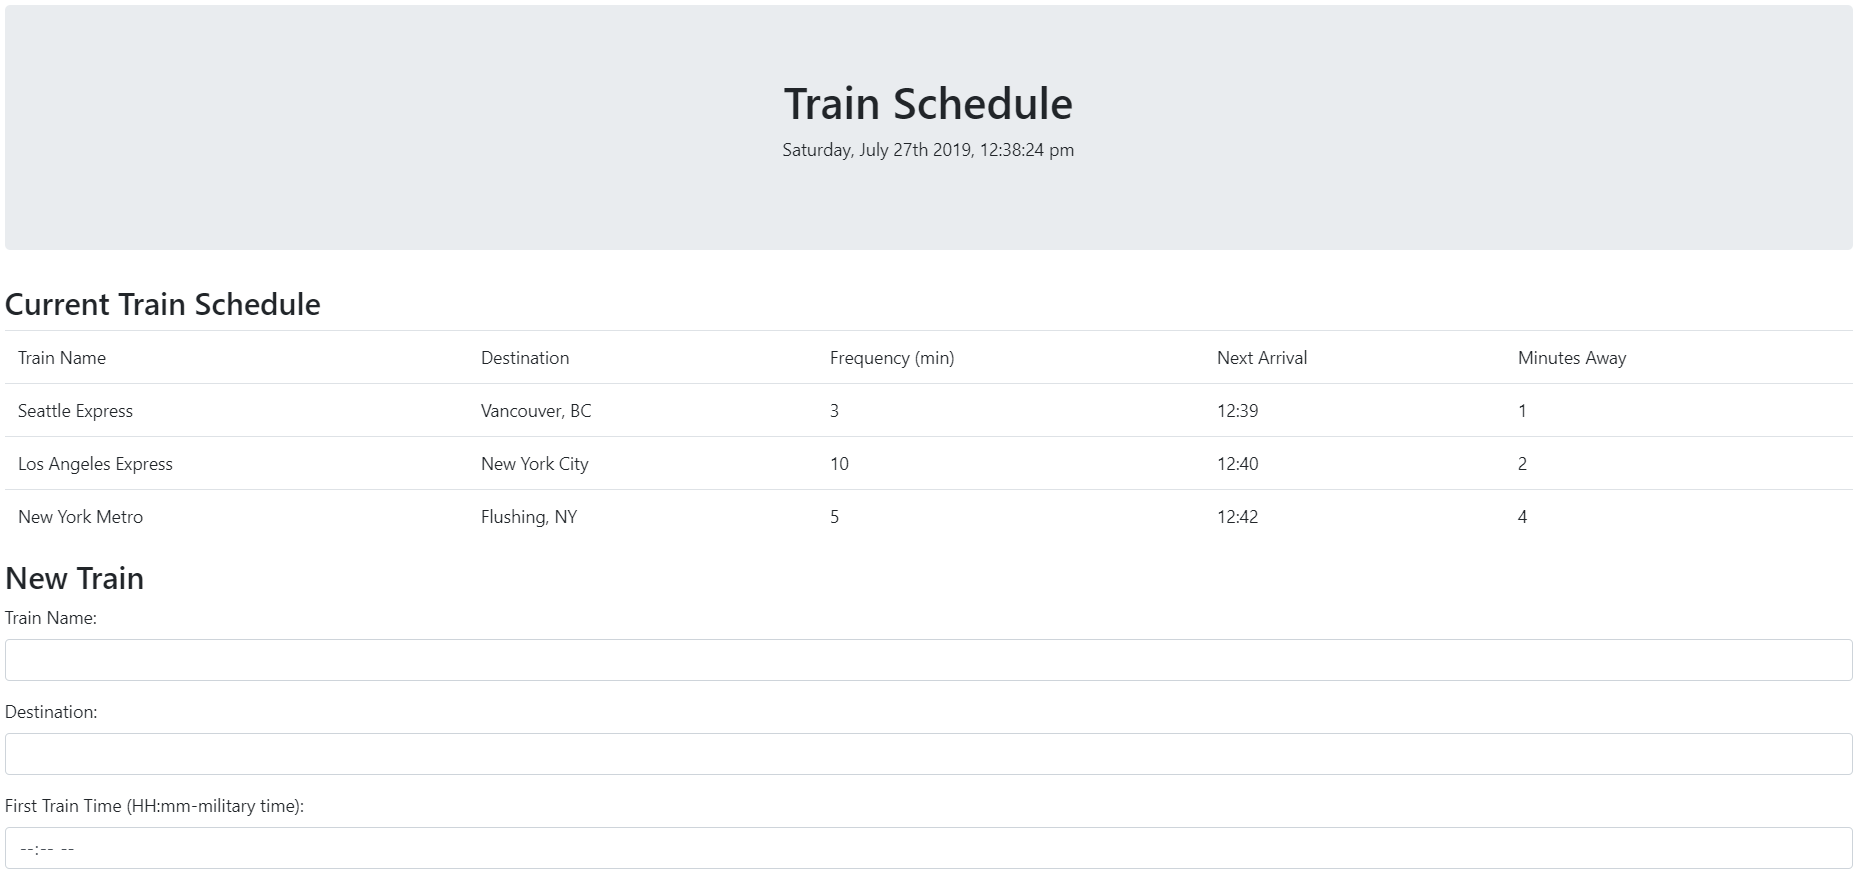 Train Schedule
Saturday, July 27th 2019, 12:38:24 pm
Current Train Schedule
Train Name Destination Frequency (min) Next Arrival Minutes Away
Seattle Express Vancouver, BC 3 12:39 1
Los Angeles Express New York City 10 12:40 2
New York Metro Flushing, NY 5 12:42 4
New Train
Train Name:
Destination:
First Train Time (HH:mm-military time):
--:-- --